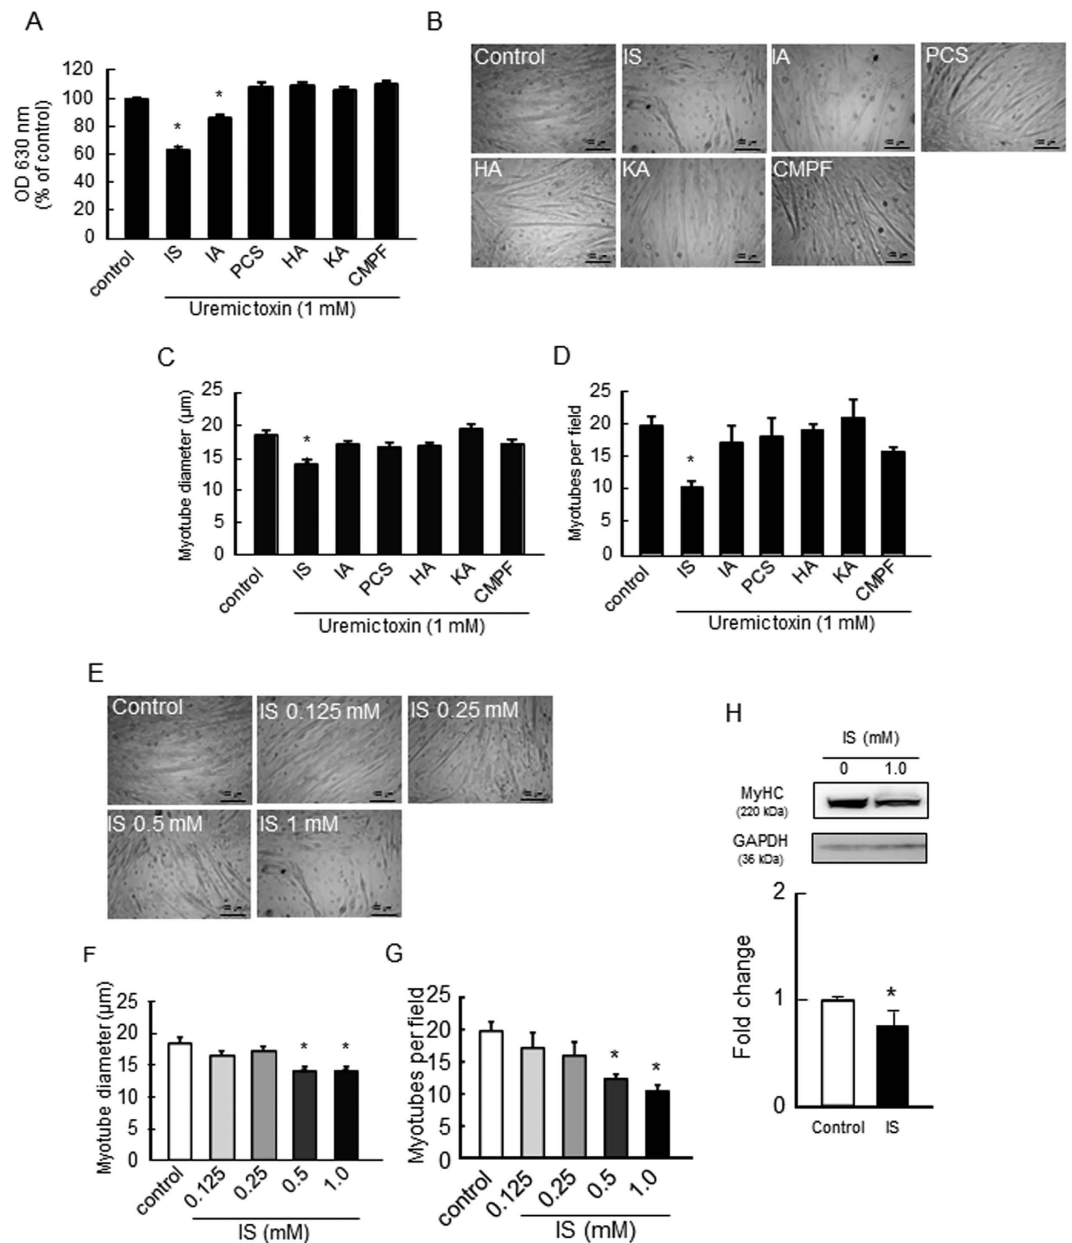 A
OD 630 nm
(% of control)
120
100
80
60
40
20
0
*
*
control
IS
IA
PCS
HA
KA
CMPF
Uremictoxin (1 mM)
B
Control
IS
IA
PCS
HA
KA
CMPF
C
Myotube diameter (μm)
25
20
15
10
5
0
*
control
IS
IA
PCS
HA
KA
CMPF
Uremictoxin (1 mM)
D
Myotubes per field
25
20
15
10
5
0
*
control
IS
IA
PCS
HA
KA
CMPF
Uremictoxin (1 mM)
E
Control
IS 0.125 mM
IS 0.25 mM
IS 0.5 mM
IS 1 mM
F
Myotube diameter (μm)
25
20
15
10
5
0
*
*
control
0.125
0.25
0.5
1.0
IS (mM)
G
Myotubes per field
25
20
15
10
5
0
*
*
control
0.125
0.25
0.5
1.0
IS (mM)
H
IS (mM)
0 1.0
MyHC
(220 kDa)
GAPDH
(36 kDa)
Fold change
2
1
0
*
Control
IS